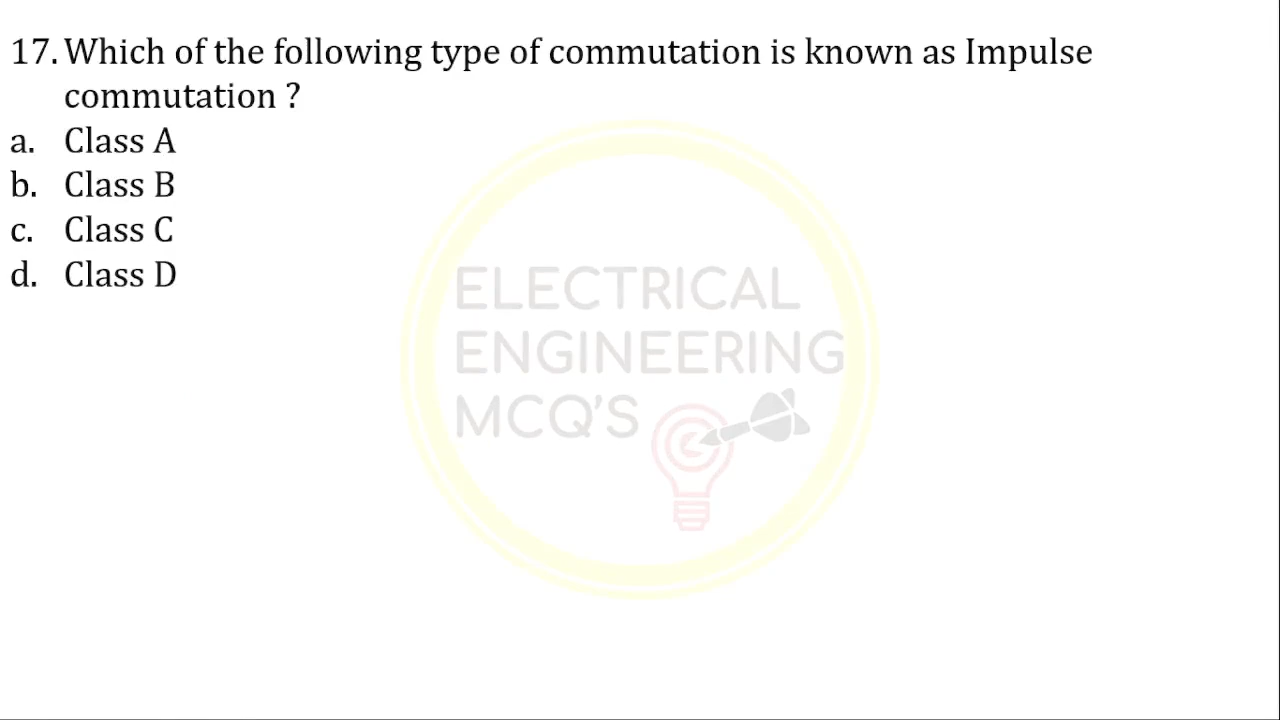 17. Which of the following type of commutation is known as Impulse
commutation ?
a. Class A
b. Class B
c. Class C
d. Class D
ELECTRICAL
ENGINEERING
MCQ'S